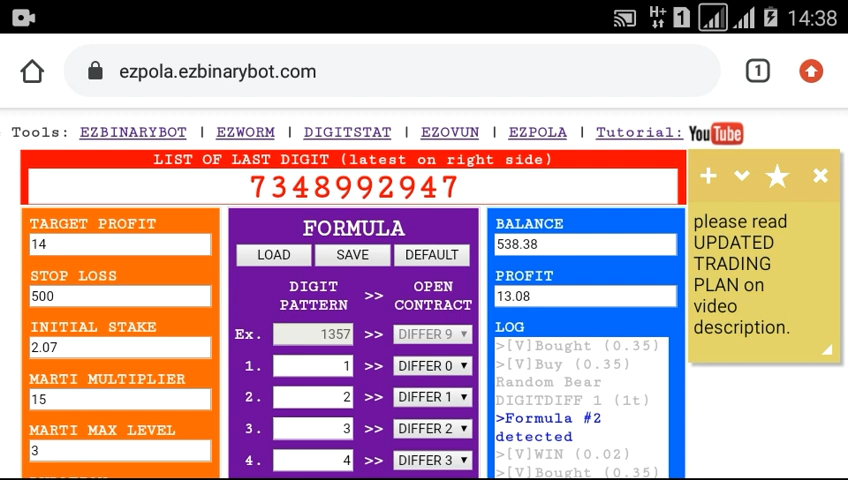 H+ 1 14:38
ezpola.ezbinarybot.com 1
Tools: EZBINARYBOT | EZWORM | DIGITSTAT | EZOVUN | EZPOLA | Tutorial: YouTube
LIST OF LAST DIGIT (latest on right side)
7348992947
TARGET PROFIT
14
STOP LOSS
500
INITIAL STAKE
2.07
MARTI MULTIPLIER
15
MARTI MAX LEVEL
3
FORMULA
LOAD SAVE DEFAULT
DIGIT PATTERN >> OPEN CONTRACT
Ex. 1357 >> DIFFER 9
1. 1 >> DIFFER 0
2. 2 >> DIFFER 1
3. 3 >> DIFFER 2
4. 4 >> DIFFER 3
BALANCE
538.38
PROFIT
13.08
LOG
>[V]Bought (0.35)
>[V]Buy (0.35)
Random Bear
DIGITDIFF 1 (1t)
>Formula #2
detected
>[V]WIN (0.02)
>[V]Bought (0.35)
please read
UPDATED
TRADING
PLAN on
video
description.